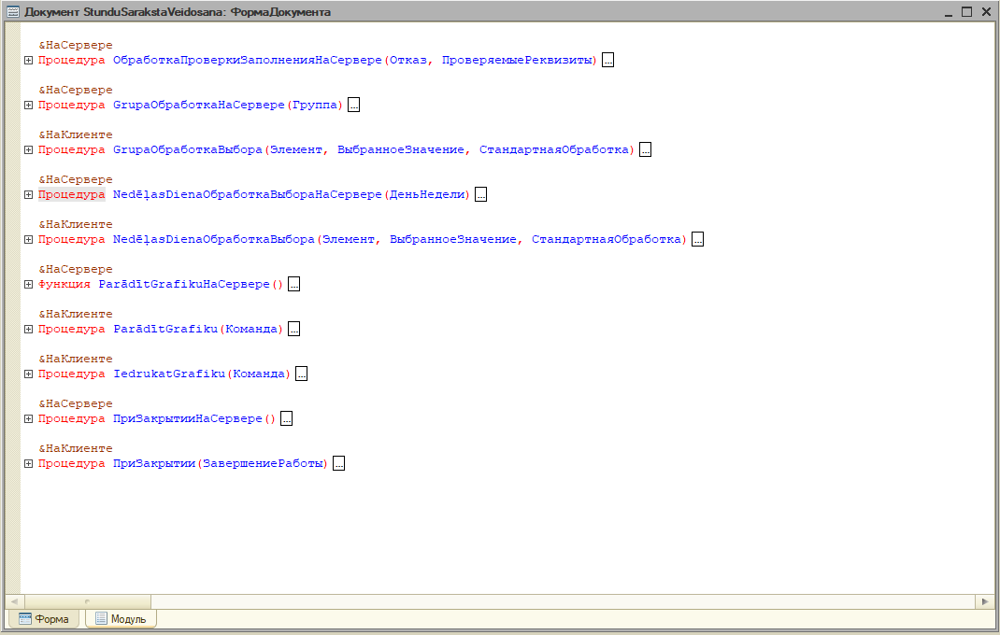 Документ StunduSarakstaVeidosana: ФормаДокумента
&НаСервере
Процедура ОбработкаПроверкиЗаполненияНаСервере(Отказ, ПроверяемыеРеквизиты) ...
&НаСервере
Процедура GrupaОбработкаНаСервере(Группа) ...
&НаКлиенте
Процедура GrupaОбработкаВыбора(Элемент, ВыбранноеЗначение, СтандартнаяОбработка) ...
&НаСервере
Процедура NedēļasDienaОбработкаВыбораНаСервере(ДеньНедели) ...
&НаКлиенте
Процедура NedēļasDienaОбработкаВыбора(Элемент, ВыбранноеЗначение, СтандартнаяОбработка) ...
&НаСервере
Функция ParādītGrafikuНаСервере() ...
&НаКлиенте
Процедура ParādītGrafiku(Команда) ...
&НаКлиенте
Процедура IedrukatGrafiku(Команда) ...
&НаСервере
Процедура ПриЗакрытииНаСервере() ...
&НаКлиенте
Процедура ПриЗакрытии(ЗавершениеРаботы) ...
Форма Модуль